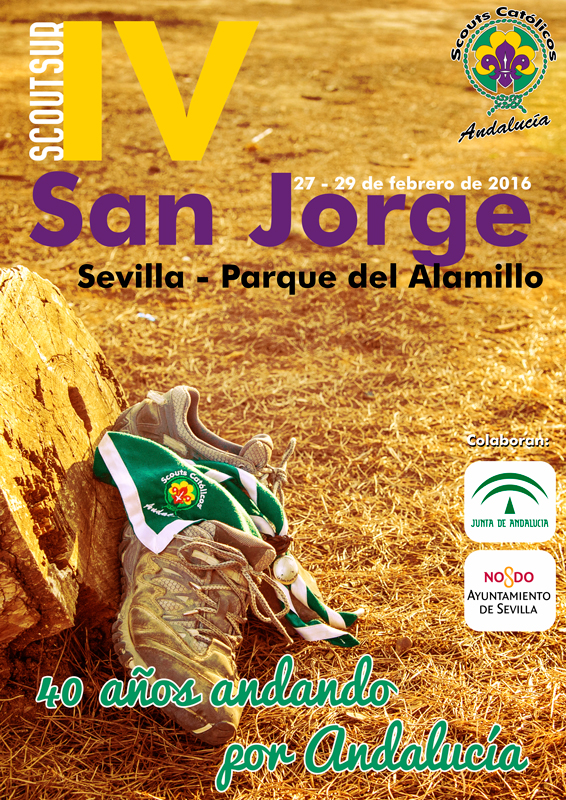 SCOUTSUR
IV
Scouts Católicos
Andalucía
27 - 29 de febrero de 2016
San Jorge
Sevilla - Parque del Alamillo
Colaboran:
Scouts Católicos
JUNTA DE ANDALUCIA
NO8DO
AYUNTAMIENTO
DE SEVILLA
40 años andando
por Andalucía